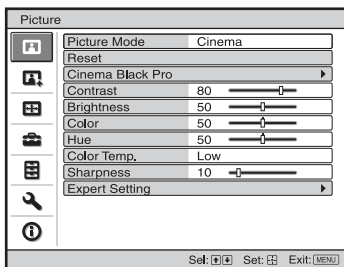 Picture
Picture Mode Cinema
Reset
Cinema Black Pro
Contrast 80
Brightness 50
Color 50
Hue 50
Color Temp. Low
Sharpness 10
Expert Setting
Sel: Set: Exit: MENU